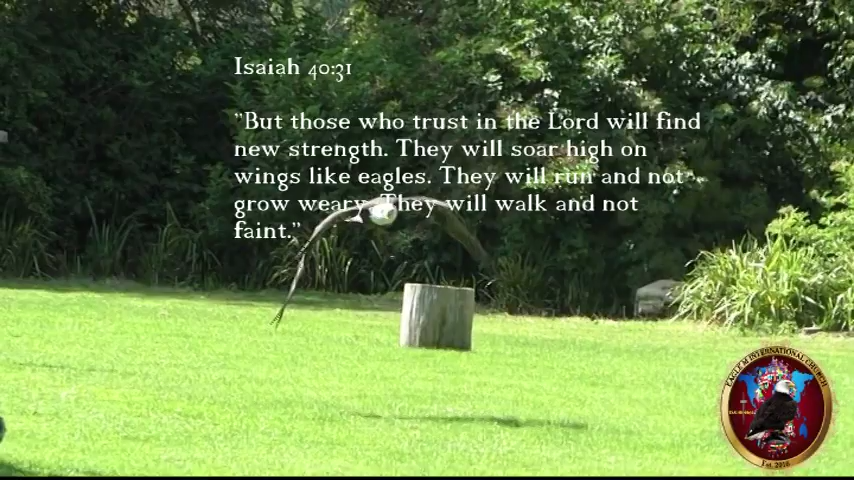 Isaiah 40:31
"But those who trust in the Lord will find
new strength. They will soar high on
wings like eagles. They will run and not
grow weary. They will walk and not
faint."
EAGLE M INTERNATIONAL CHURCH
Est. 2016